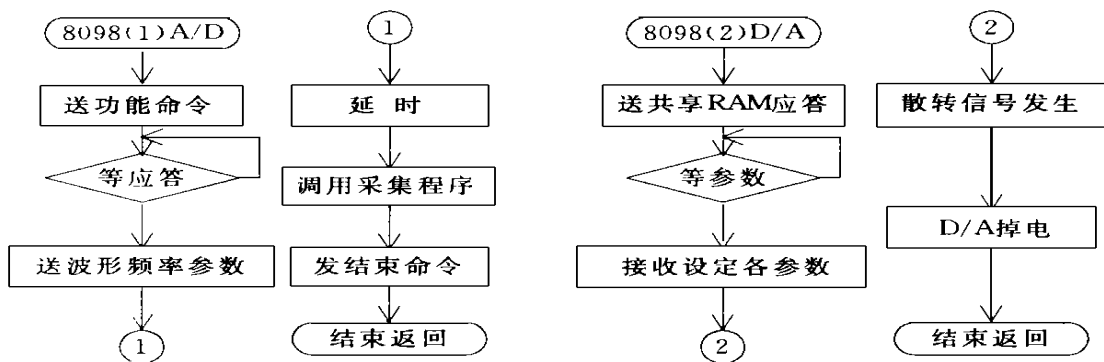 8098(1)A/D
送功能命令
等应答
送波形频率参数
1
1
延时
调用采集程序
发结束命令
结束返回
8098(2)D/A
送共享RAM应答
等参数
接收设定各参数
2
2
散转信号发生
D/A掉电
结束返回